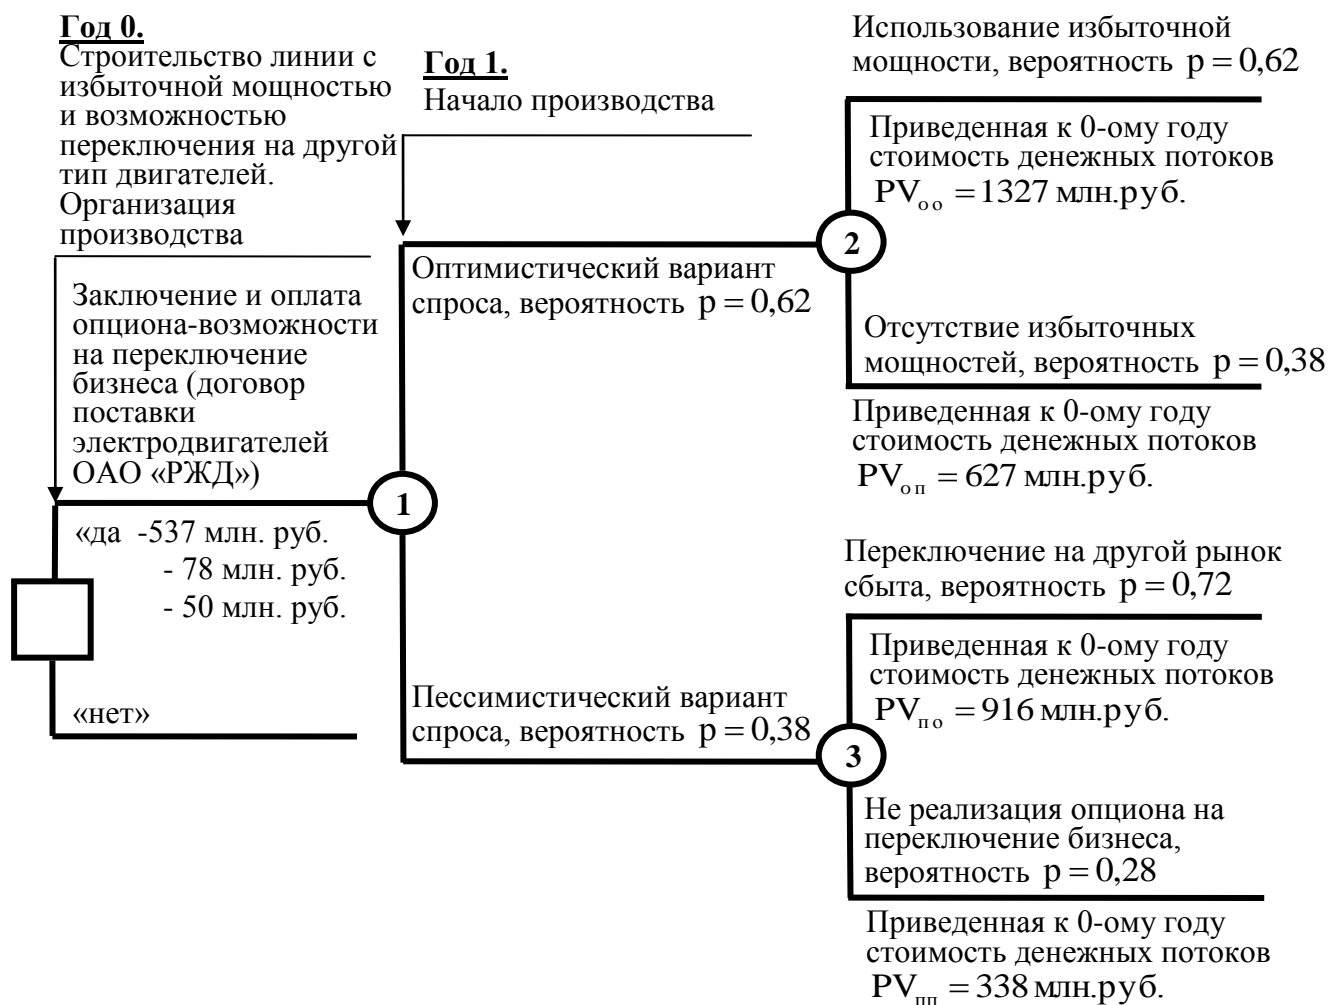 Год 0.
Строительство линии с
избыточной мощностью
и возможностью
переключения на другой
тип двигателей.
Организация
производства
Заключение и оплата
опциона-возможности
на переключение
бизнеса (договор
поставки
электродвигателей
ОАО «РЖД»)
«да -537 млн. руб.
- 78 млн. руб.
- 50 млн. руб.
«нет»
1
Год 1.
Начало производства
Оптимистический вариант
спроса, вероятность p = 0,62
Пессимистический вариант
спроса, вероятность p = 0,38
2
Использование избыточной
мощности, вероятность p = 0,62
Приведенная к 0-ому году
стоимость денежных потоков
PVоо = 1327 млн.руб.
Отсутствие избыточных
мощностей, вероятность p = 0,38
Приведенная к 0-ому году
стоимость денежных потоков
PVоп = 627 млн.руб.
3
Переключение на другой рынок
сбыта, вероятность p = 0,72
Приведенная к 0-ому году
стоимость денежных потоков
PVпо = 916 млн.руб.
Не реализация опциона на
переключение бизнеса,
вероятность p = 0,28
Приведенная к 0-ому году
стоимость денежных потоков
PVпп = 338 млн.руб.